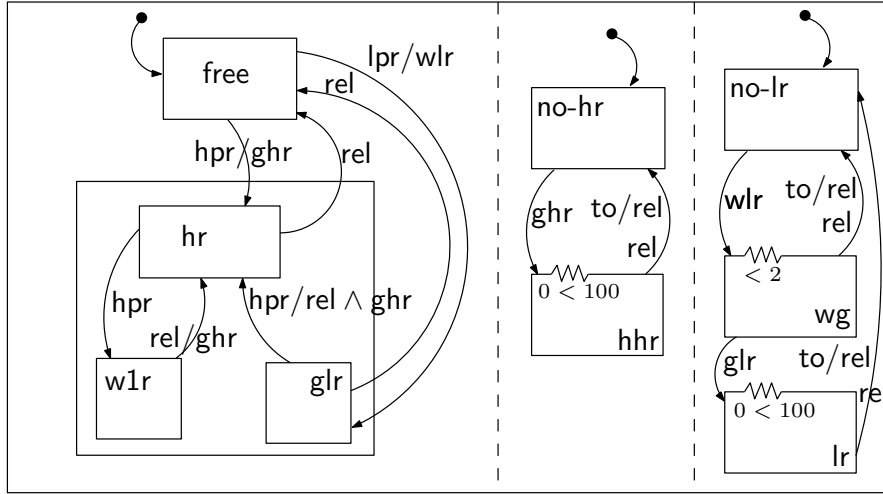 free
lpr/wlr
rel
hpr/ghr
rel
hr
hpr
rel/ghr
hpr/rel ∧ ghr
w1r
glr
no-hr
ghr
to/rel
rel
0 < 100
hhr
no-lr
wlr
to/rel
rel
< 2
wg
glr
to/rel
rel
0 < 100
lr